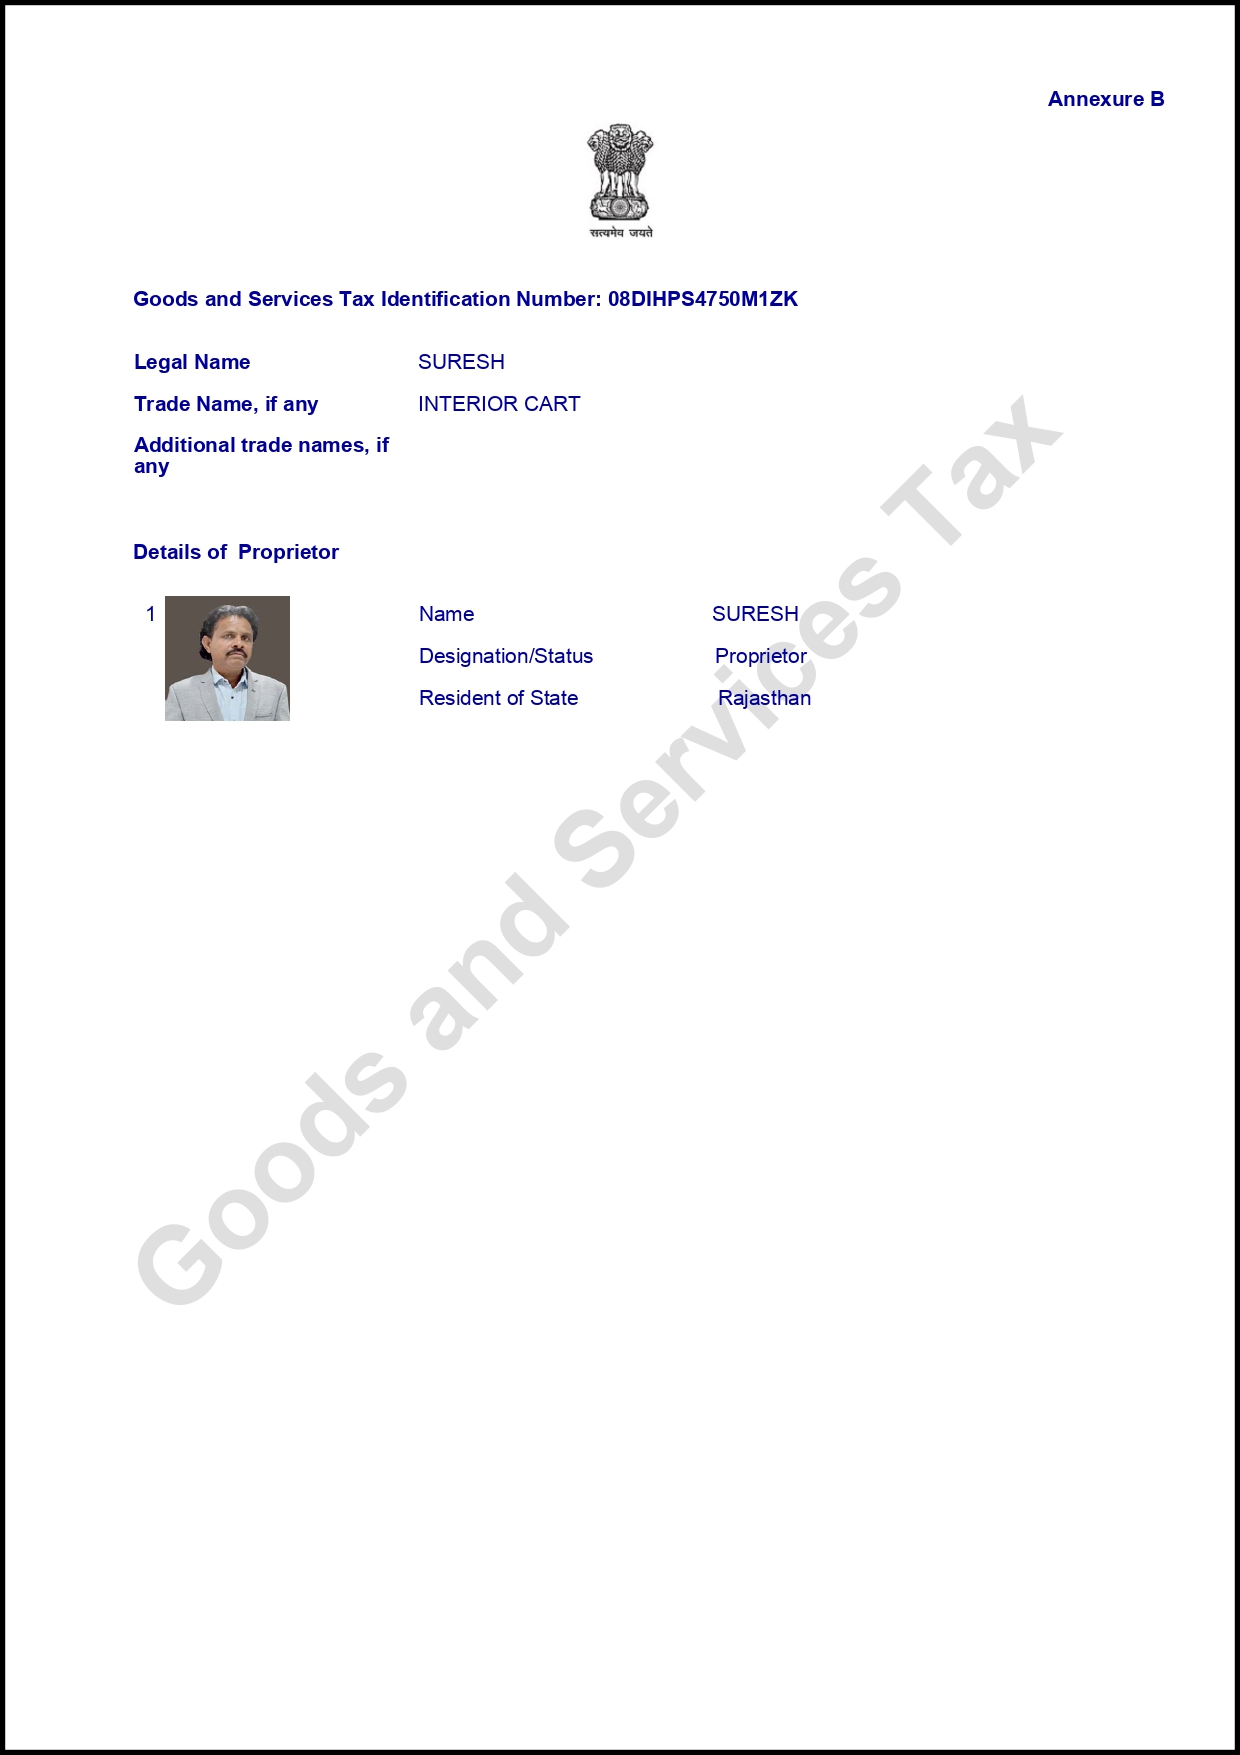 Annexure B
सत्यमेव जयते
Goods and Services Tax Identification Number: 08DIHPS4750M1ZK
Legal Name SURESH
Trade Name, if any INTERIOR CART
Additional trade names, if
any
Details of Proprietor
1 Name SURESH
Designation/Status Proprietor
Resident of State Rajasthan
Goods and Services Tax